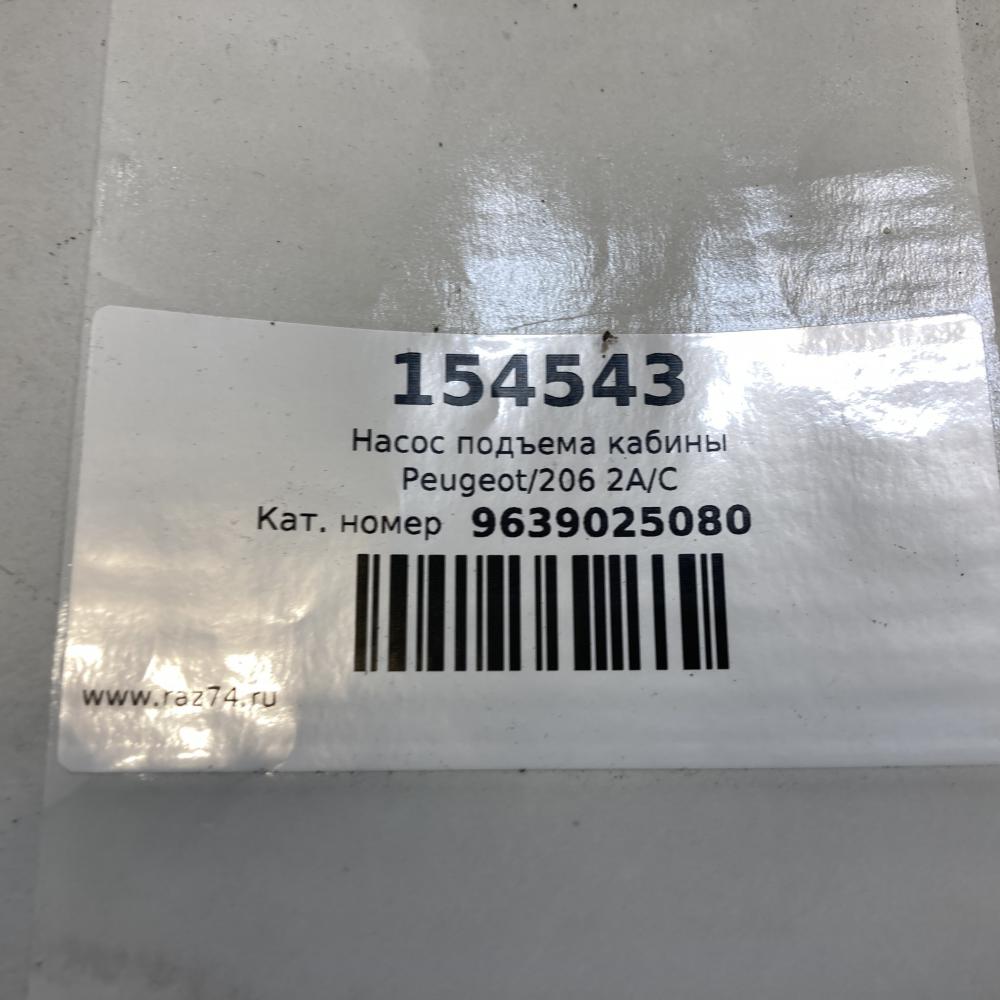 154543
Насос подъема кабины
Peugeot/206 2A/C
Кат. номер 9639025080
www.raz74.ru